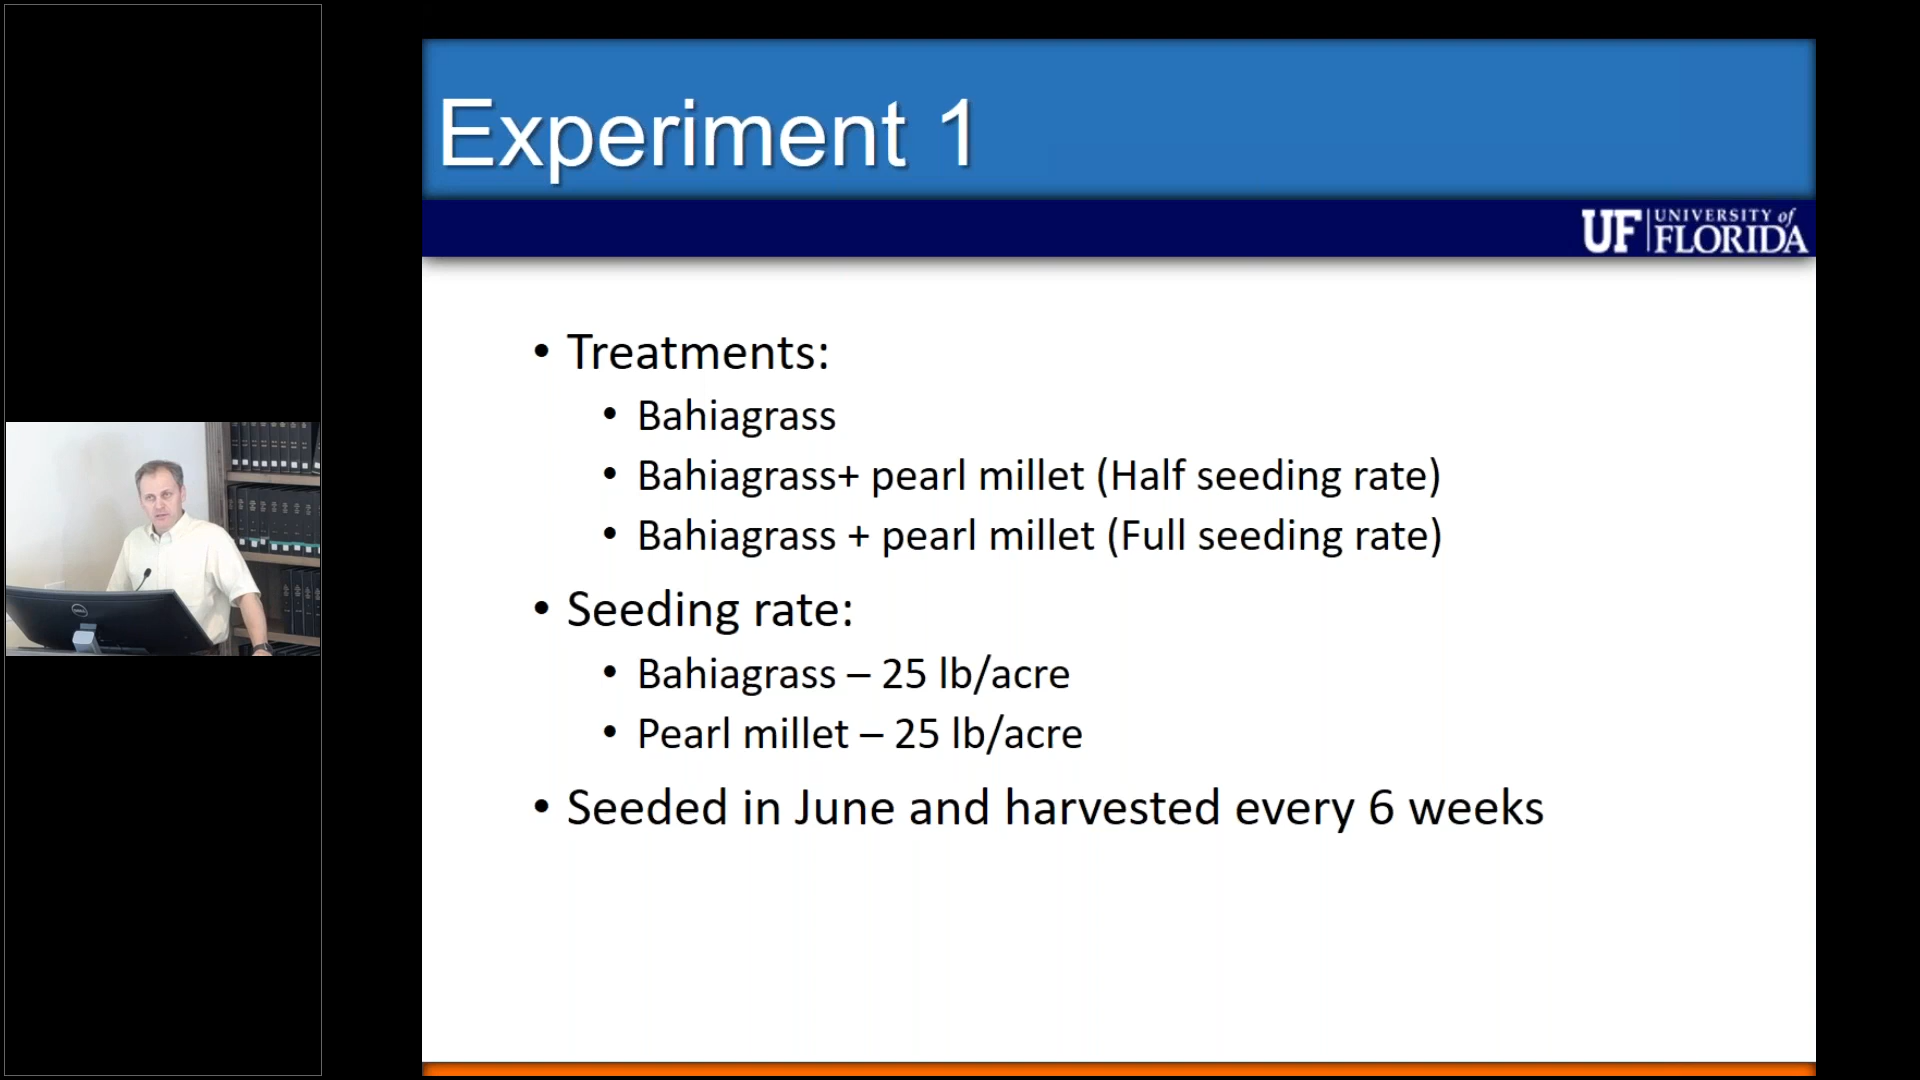 Experiment 1
UF UNIVERSITY of FLORIDA
• Treatments:
• Bahiagrass
• Bahiagrass+ pearl millet (Half seeding rate)
• Bahiagrass + pearl millet (Full seeding rate)
• Seeding rate:
• Bahiagrass – 25 lb/acre
• Pearl millet – 25 lb/acre
• Seeded in June and harvested every 6 weeks